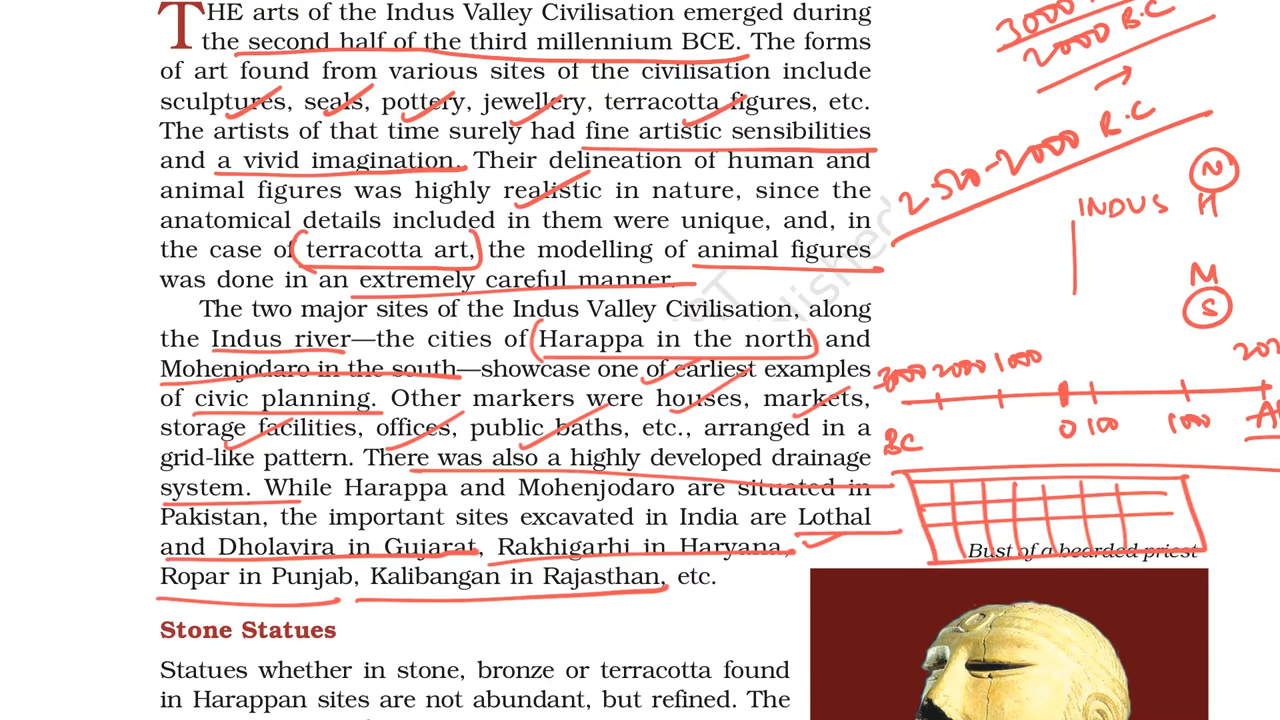 THE arts of the Indus Valley Civilisation emerged during
the second half of the third millennium BCE. The forms
of art found from various sites of the civilisation include
sculptures, seals, pottery, jewellery, terracotta figures, etc.
The artists of that time surely had fine artistic sensibilities
and a vivid imagination. Their delineation of human and
animal figures was highly realistic in nature, since the
anatomical details included in them were unique, and, in
the case of terracotta art, the modelling of animal figures
was done in an extremely careful manner.
The two major sites of the Indus Valley Civilisation, along
the Indus river—the cities of Harappa in the north and
Mohenjodaro in the south—showcase one of earliest examples
of civic planning. Other markers were houses, markets,
storage facilities, offices, public baths, etc., arranged in a
grid-like pattern. There was also a highly developed drainage
system. While Harappa and Mohenjodaro are situated in
Pakistan, the important sites excavated in India are Lothal
and Dholavira in Gujarat, Rakhigarhi in Haryana,
Ropar in Punjab, Kalibangan in Rajasthan, etc.
Stone Statues
Statues whether in stone, bronze or terracotta found
in Harappan sites are not abundant, but refined. The
3000
2000 B.C
2500-2000 B.C
INDUS
N
H
M
S
3000 2000 1000
0 100 1000
BC
Bust of a bearded priest